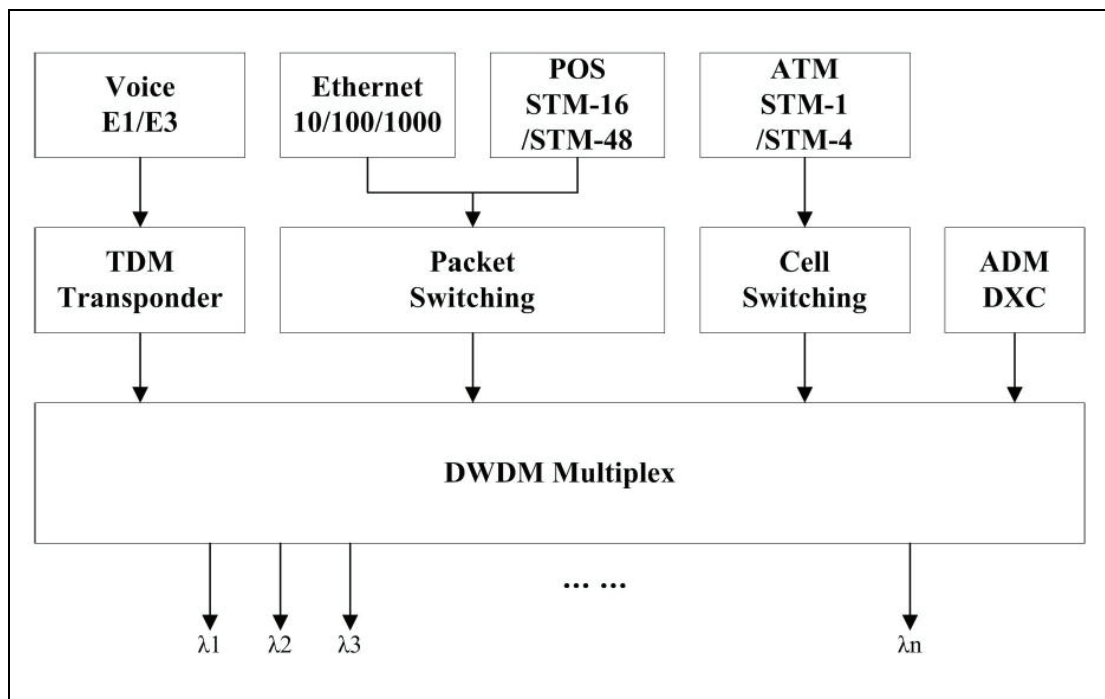 Voice
E1/E3
Ethernet
10/100/1000
POS
STM-16
/STM-48
ATM
STM-1
/STM-4
TDM
Transponder
Packet
Switching
Cell
Switching
ADM
DXC
DWDM Multiplex
... ...
λ1
λ2
λ3
λn